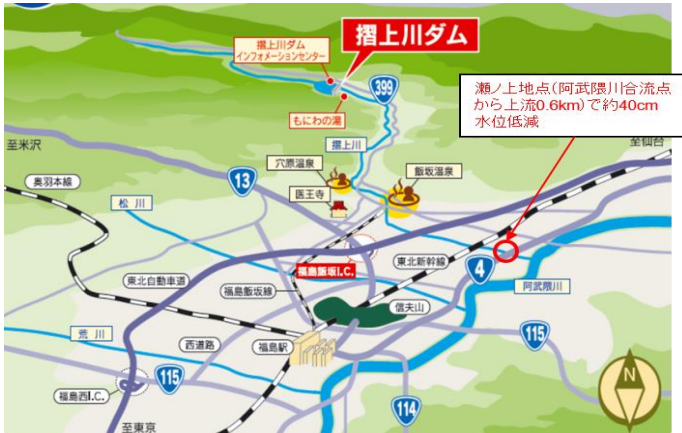 摺上川ダム
摺上川ダム
インフォメーションセンター
399
もにわの湯
瀬ノ上地点(阿武隈川合流点
から上流0.6km)で約40cm
水位低減
至米沢
至仙台
摺上川
穴原温泉
飯坂温泉
医王寺
奥羽本線
13
松川
福島飯坂I.C.
東北新幹線
4
東北自動車道
福島飯坂線
阿武隈川
信夫山
荒川
西道路
福島駅
115
115
福島西I.C.
114
至東京
N